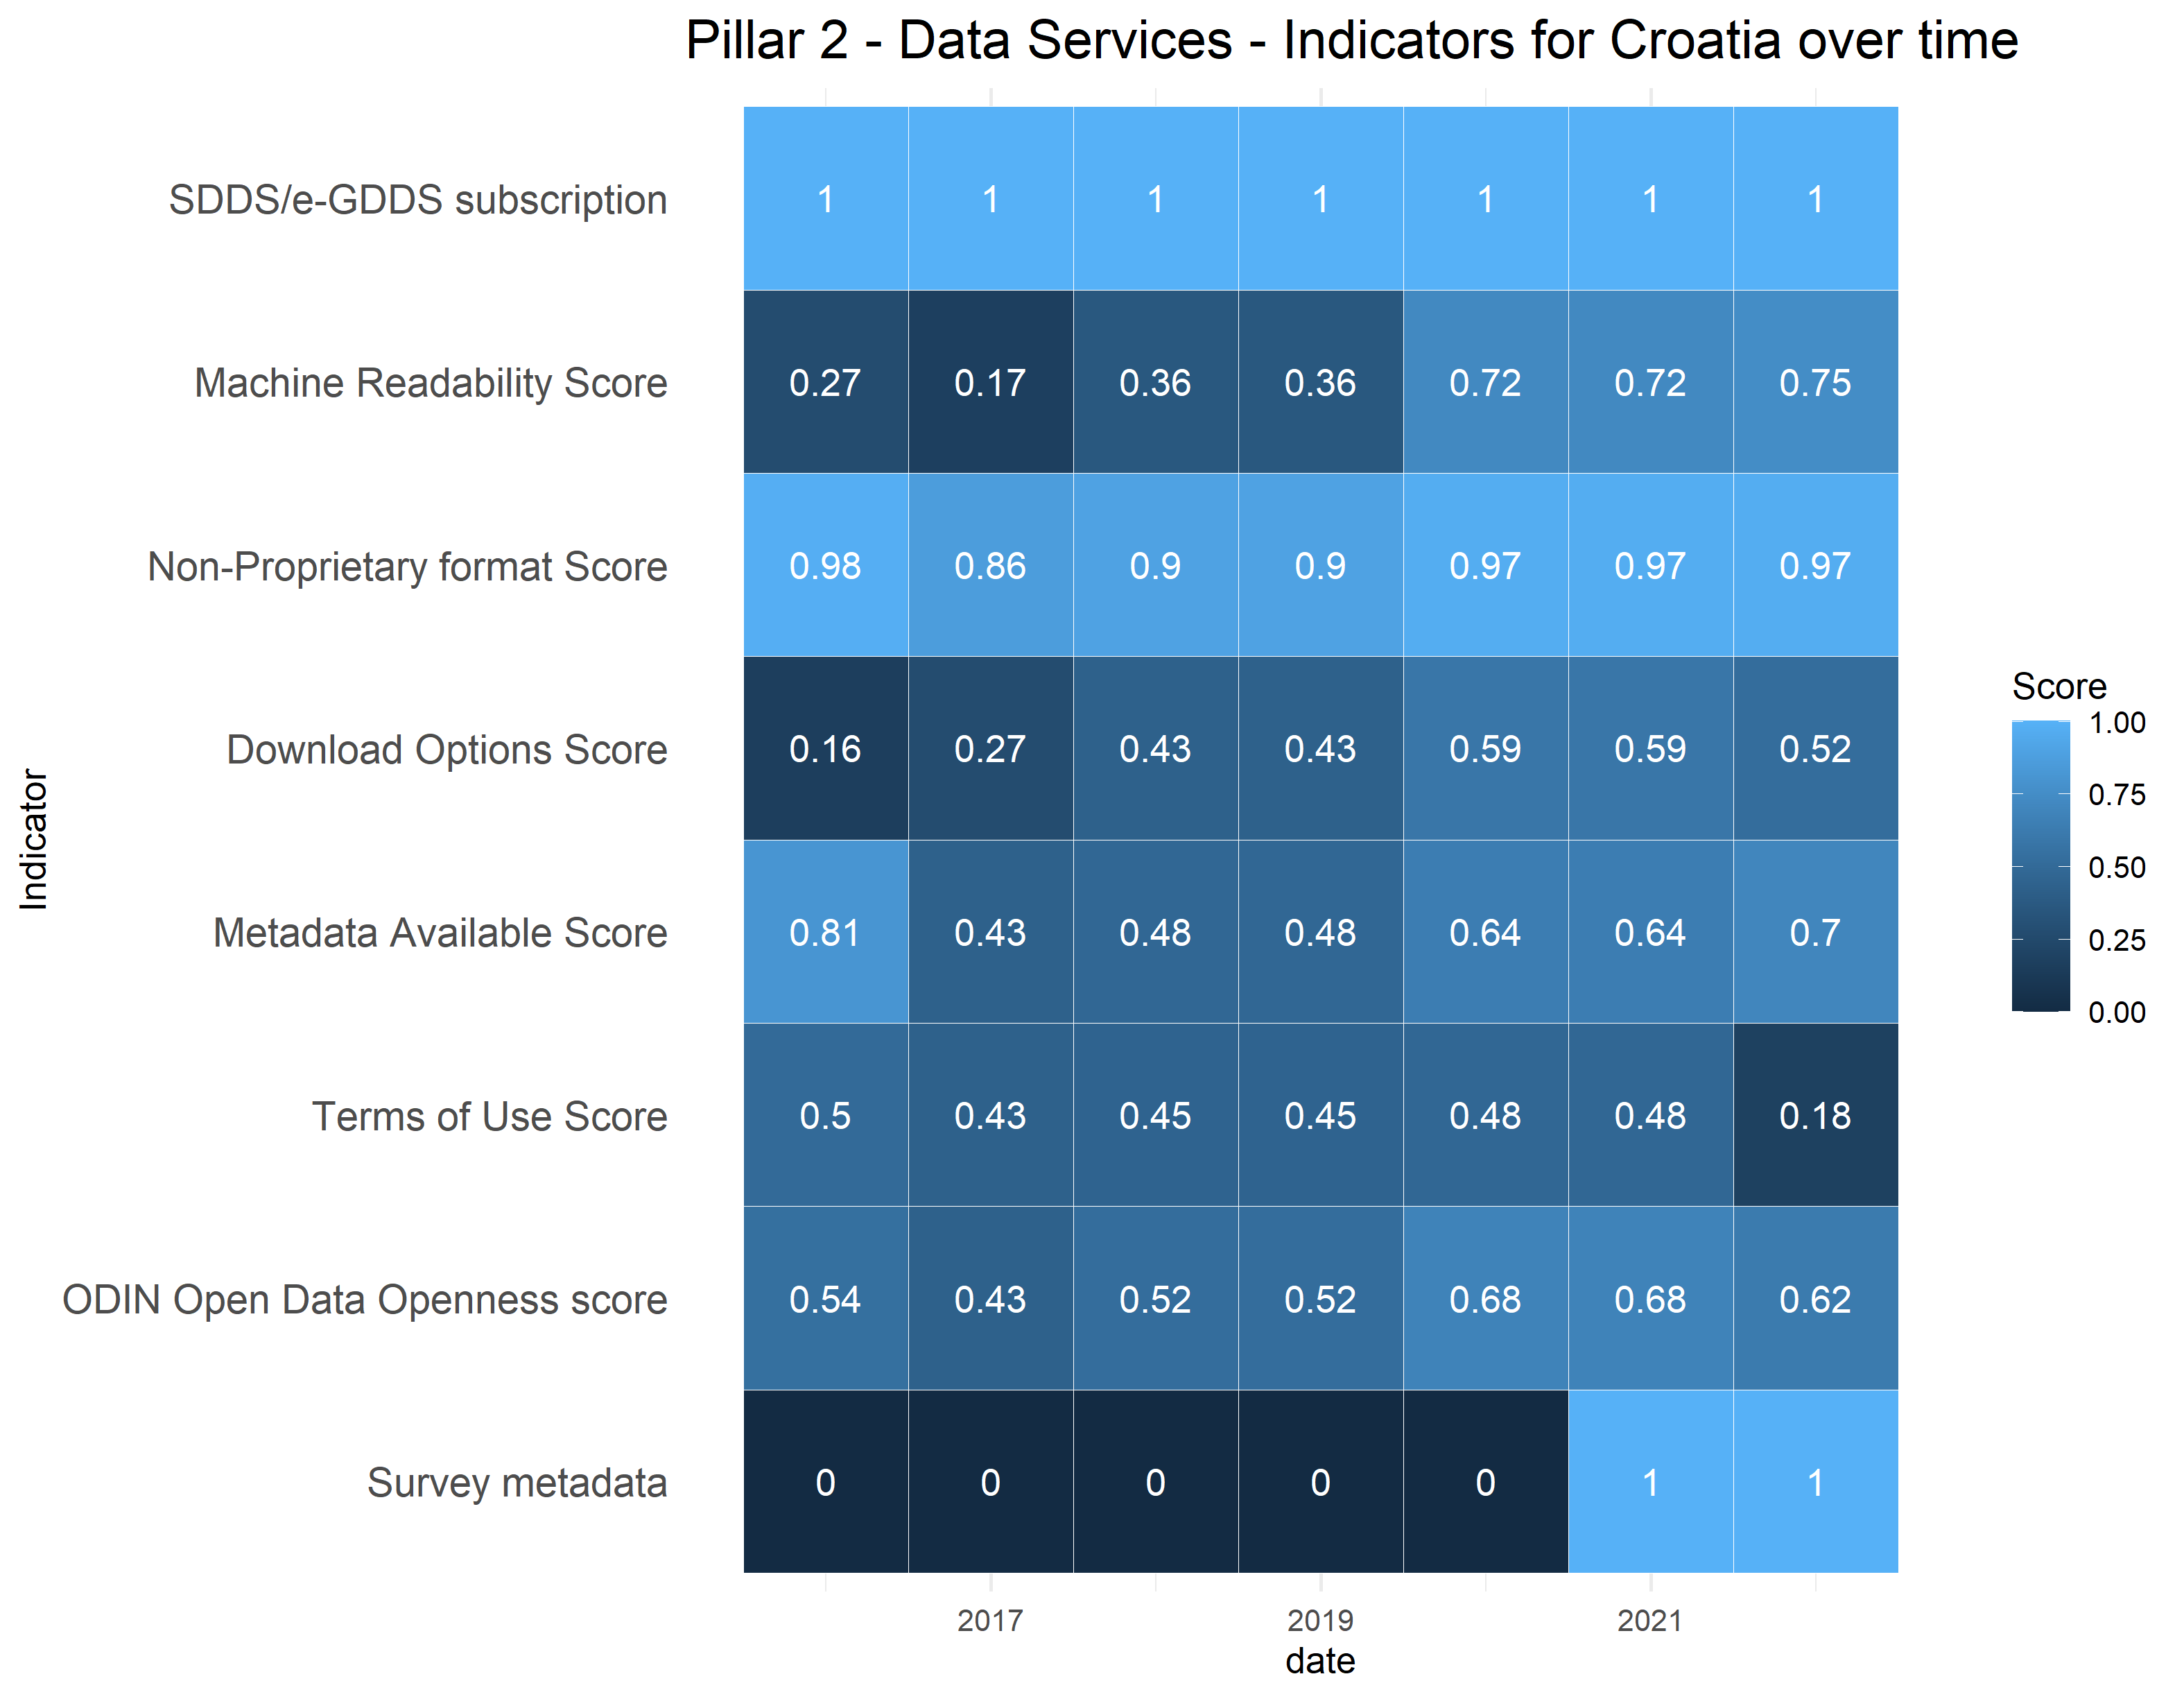 Pillar 2 - Data Services - Indicators for Croatia over time
SDDS/e-GDDS subscription 1 1 1 1 1 1 1
Machine Readability Score 0.27 0.17 0.36 0.36 0.72 0.72 0.75
Non-Proprietary format Score 0.98 0.86 0.9 0.9 0.97 0.97 0.97
Download Options Score 0.16 0.27 0.43 0.43 0.59 0.59 0.52
Metadata Available Score 0.81 0.43 0.48 0.48 0.64 0.64 0.7
Terms of Use Score 0.5 0.43 0.45 0.45 0.48 0.48 0.18
ODIN Open Data Openness score 0.54 0.43 0.52 0.52 0.68 0.68 0.62
Survey metadata 0 0 0 0 0 1 1
2017 2019 2021
date
Indicator
Score
1.00
0.75
0.50
0.25
0.00